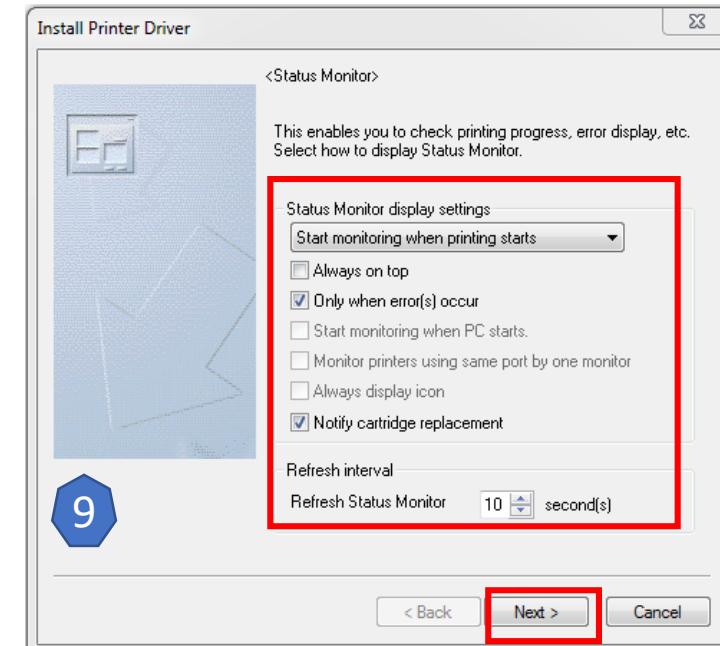 Install Printer Driver
<Status Monitor>
This enables you to check printing progress, error display, etc.
Select how to display Status Monitor.
Status Monitor display settings
Start monitoring when printing starts
Always on top
Only when error(s) occur
Start monitoring when PC starts.
Monitor printers using same port by one monitor
Always display icon
Notify cartridge replacement
Refresh interval
Refresh Status Monitor 10 second(s)
9
< Back Next > Cancel